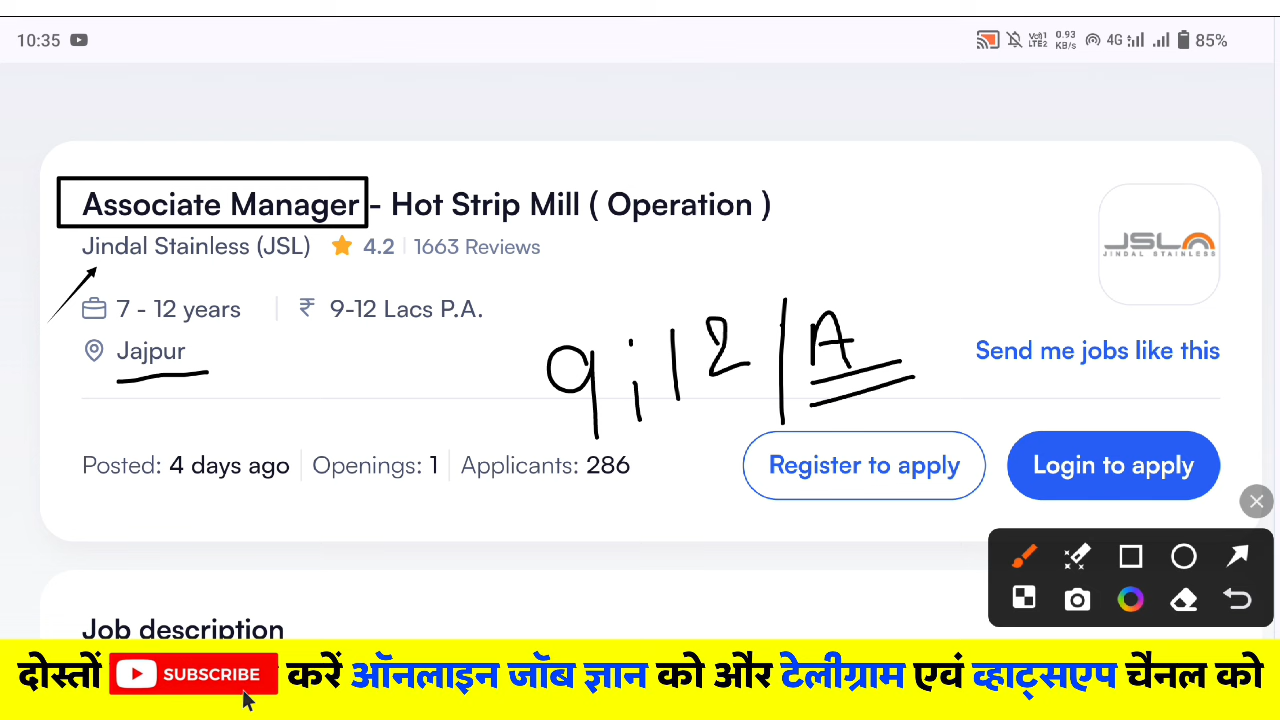 10:35 Vo)) 1 LTE2 0.93 KB/s 4G 85%
Associate Manager - Hot Strip Mill ( Operation )
Jindal Stainless (JSL) 4.2 1663 Reviews
JSL
JINDAL STAINLESS
7 - 12 years ₹ 9-12 Lacs P.A.
9,12/A
Jajpur
Send me jobs like this
Posted: 4 days ago Openings: 1 Applicants: 286
Register to apply Login to apply
Job description
दोस्तों SUBSCRIBE करें ऑनलाइन जॉब ज्ञान को और टेलीग्राम एवं व्हाट्सएप चैनल को